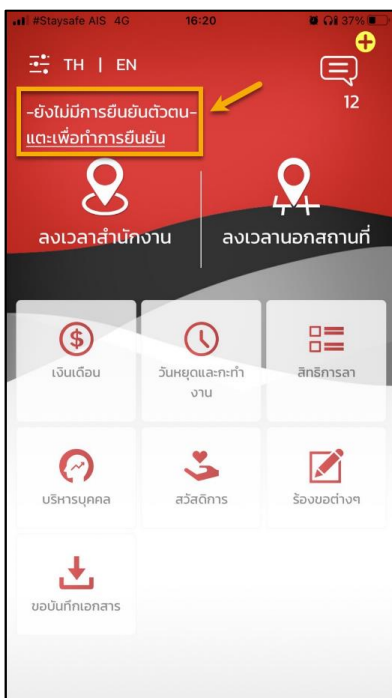 #Staysafe AIS 4G 16:20 37%
TH | EN
12
-ยังไม่มีการยืนยันตัวตน-
แตะเพื่อทำการยืนยัน
ลงเวลาสำนักงาน ลงเวลานอกสถานที่
เงินเดือน วันหยุดและกะทำงาน สิทธิการลา
บริหารบุคคล สวัสดิการ ร้องขอต่างๆ
ขอบันทึกเอกสาร